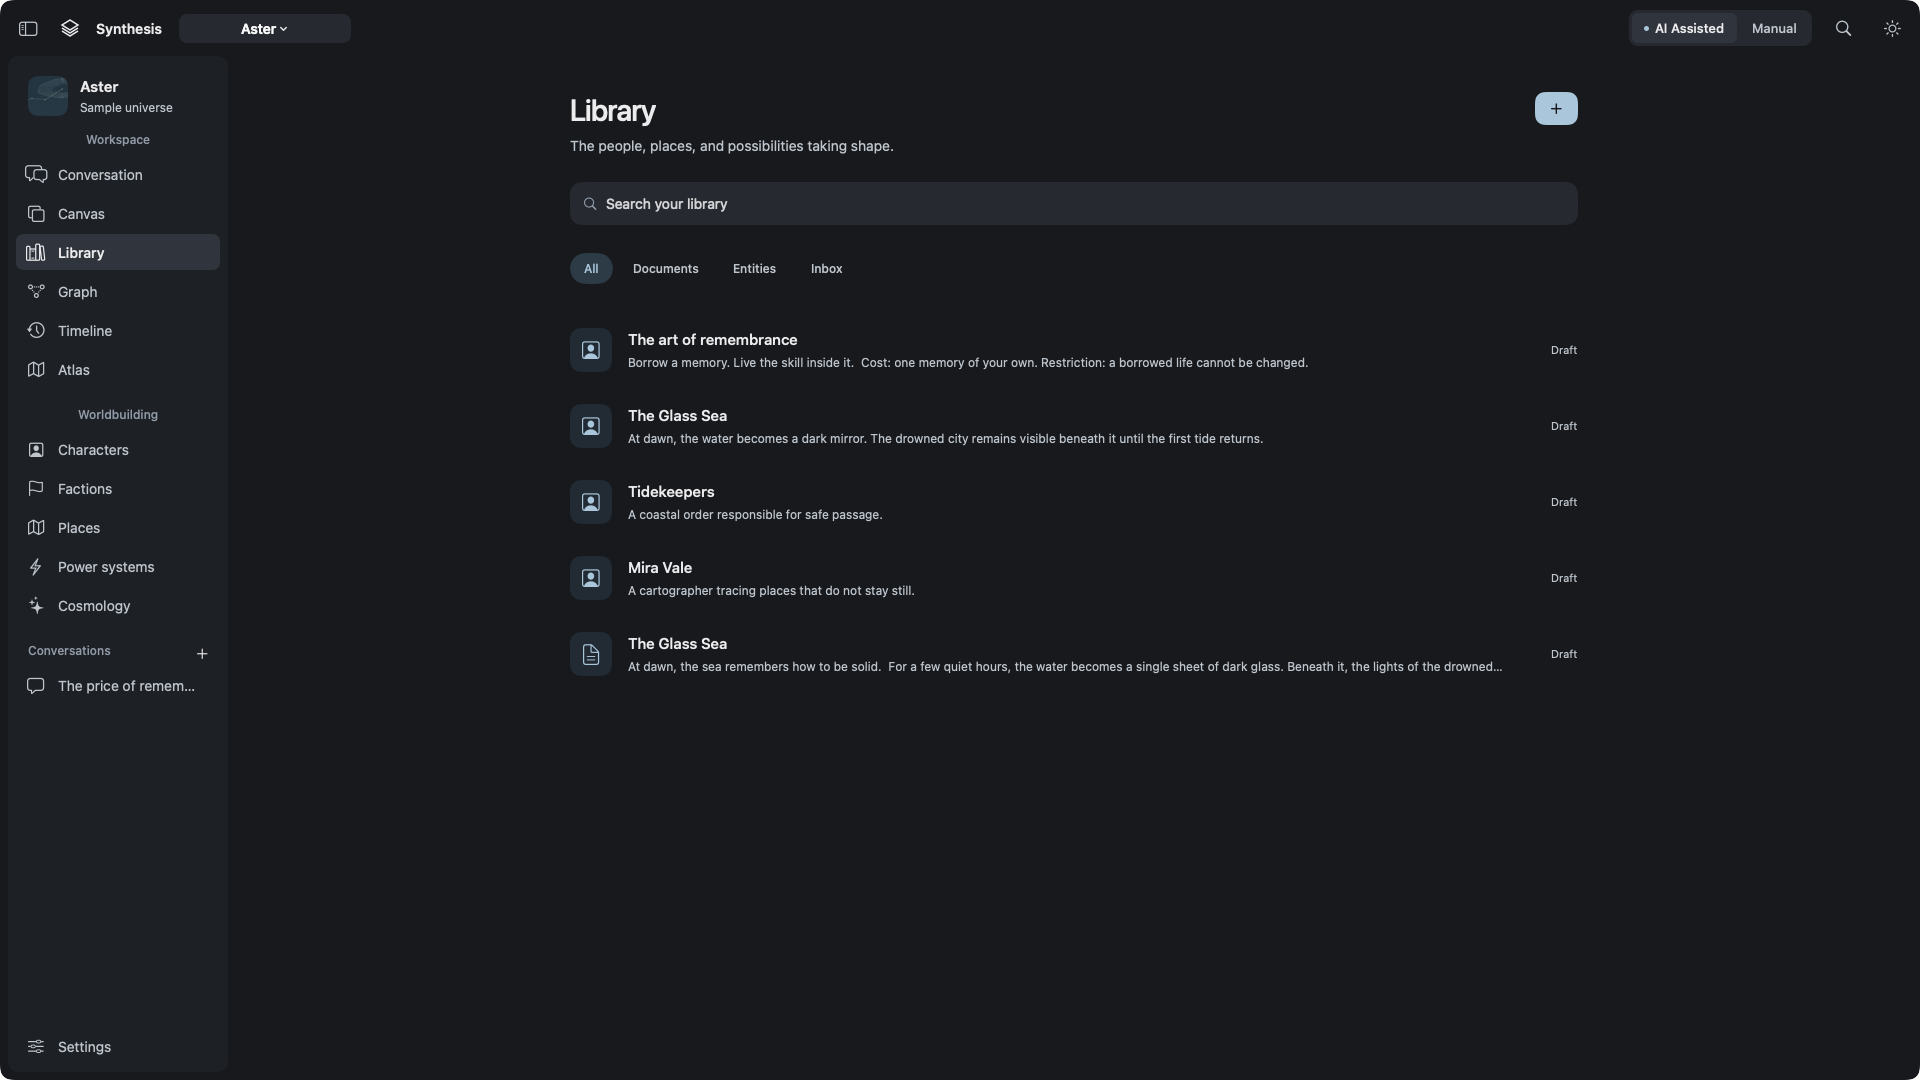 Synthesis
Aster
AI Assisted
Manual
Aster
Sample universe
Workspace
Conversation
Canvas
Library
Graph
Timeline
Atlas
Worldbuilding
Characters
Factions
Places
Power systems
Cosmology
Conversations
The price of remem...
Settings
Library
The people, places, and possibilities taking shape.
Search your library
All
Documents
Entities
Inbox
The art of remembrance
Borrow a memory. Live the skill inside it.  Cost: one memory of your own. Restriction: a borrowed life cannot be changed.
Draft
The Glass Sea
At dawn, the water becomes a dark mirror. The drowned city remains visible beneath it until the first tide returns.
Draft
Tidekeepers
A coastal order responsible for safe passage.
Draft
Mira Vale
A cartographer tracing places that do not stay still.
Draft
The Glass Sea
At dawn, the sea remembers how to be solid.  For a few quiet hours, the water becomes a single sheet of dark glass. Beneath it, the lights of the drowned...
Draft